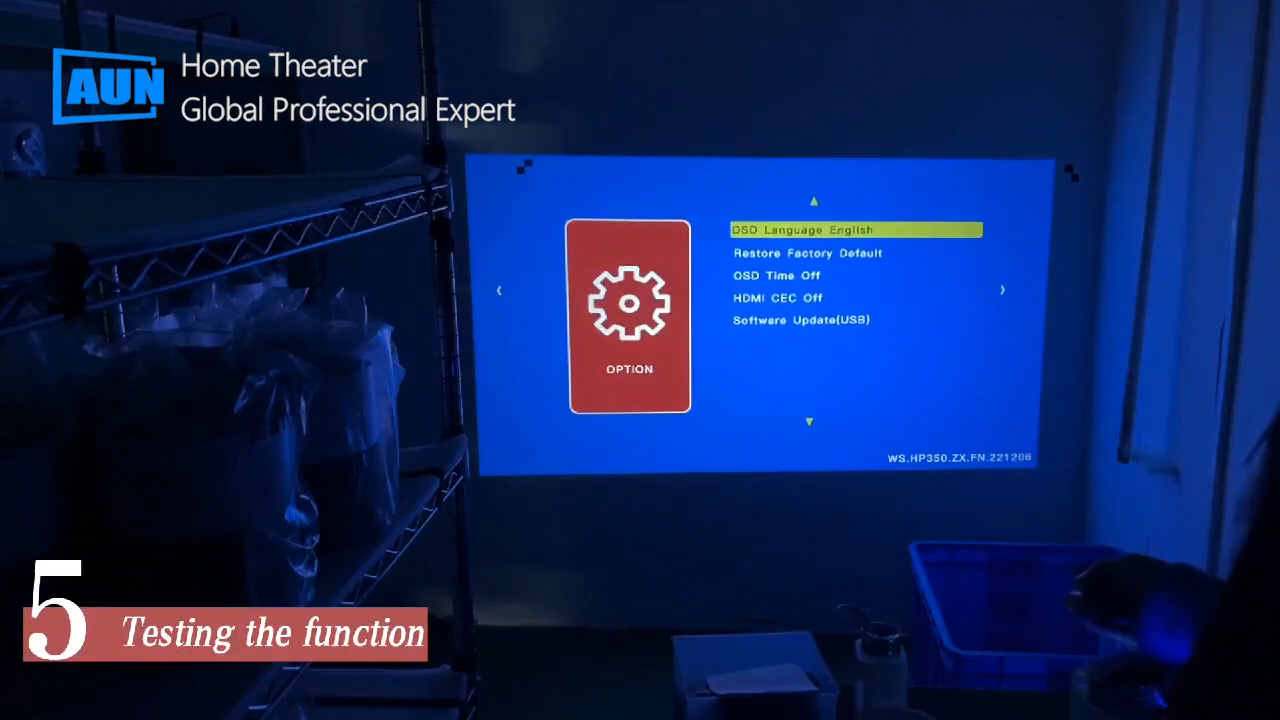 AUN
Home Theater
Global Professional Expert
OSD Language English
Restore Factory Default
OSD Time Off
HDMI CEC Off
Software Update(USB)
OPTION
WS.HP350.ZX.FN.221206
5
Testing the function